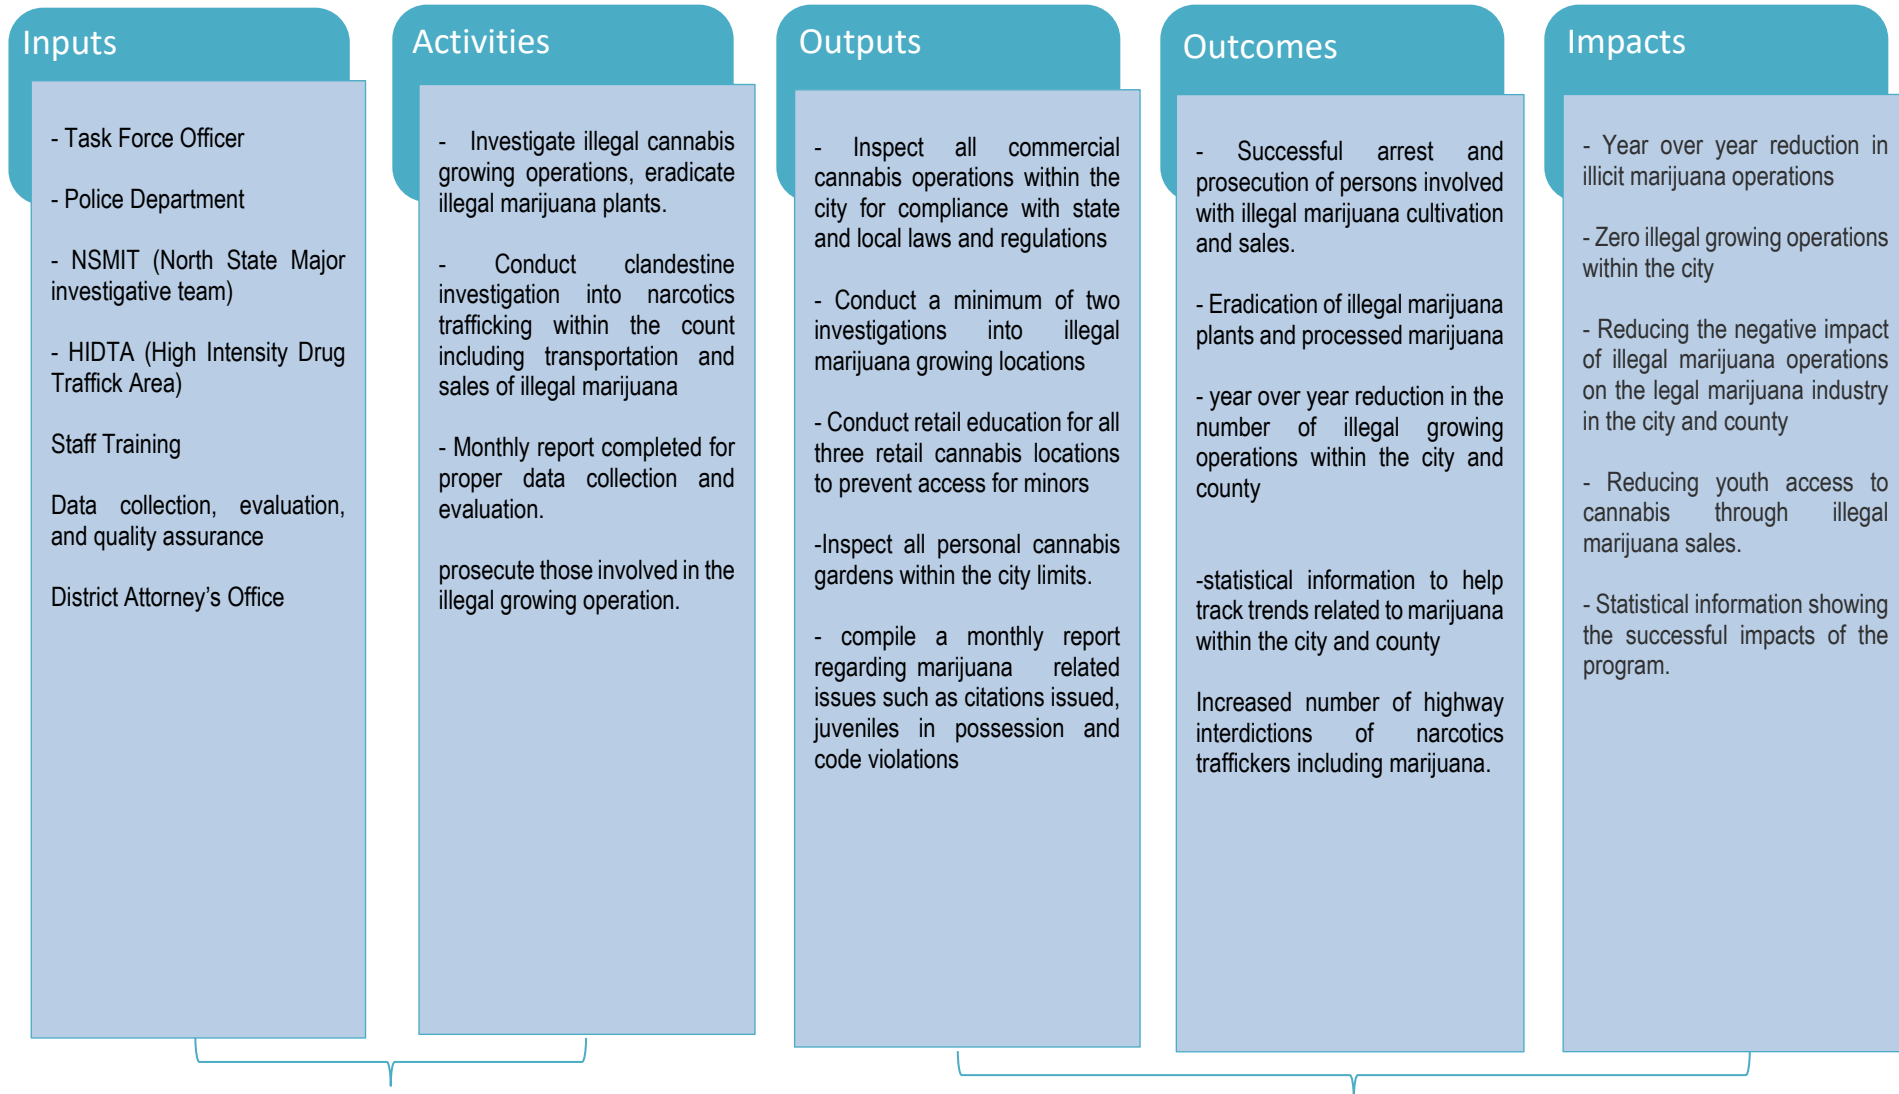 Inputs
- Task Force Officer
- Police Department
- NSMIT (North State Major
investigative team)
- HIDTA (High Intensity Drug
Traffick Area)
Staff Training
Data collection, evaluation,
and quality assurance
District Attorney's Office
Activities
- Investigate illegal cannabis
growing operations, eradicate
illegal marijuana plants.
- Conduct clandestine
investigation into narcotics
trafficking within the count
including transportation and
sales of illegal marijuana
- Monthly report completed for
proper data collection and
evaluation.
prosecute those involved in the
illegal growing operation.
Outputs
- Inspect all commercial
cannabis operations within the
city for compliance with state
and local laws and regulations
- Conduct a minimum of two
investigations into illegal
marijuana growing locations
- Conduct retail education for all
three retail cannabis locations
to prevent access for minors
-Inspect all personal cannabis
gardens within the city limits.
- compile a monthly report
regarding marijuana related
issues such as citations issued,
juveniles in possession and
code violations
Outcomes
- Successful arrest and
prosecution of persons involved
with illegal marijuana cultivation
and sales.
- Eradication of illegal marijuana
plants and processed marijuana
- year over year reduction in the
number of illegal growing
operations within the city and
county
-statistical information to help
track trends related to marijuana
within the city and county
Increased number of highway
interdictions of narcotics
traffickers including marijuana.
Impacts
- Year over year reduction in
illicit marijuana operations
- Zero illegal growing operations
within the city
- Reducing the negative impact
of illegal marijuana operations
on the legal marijuana industry
in the city and county
- Reducing youth access to
cannabis through illegal
marijuana sales.
- Statistical information showing
the successful impacts of the
program.